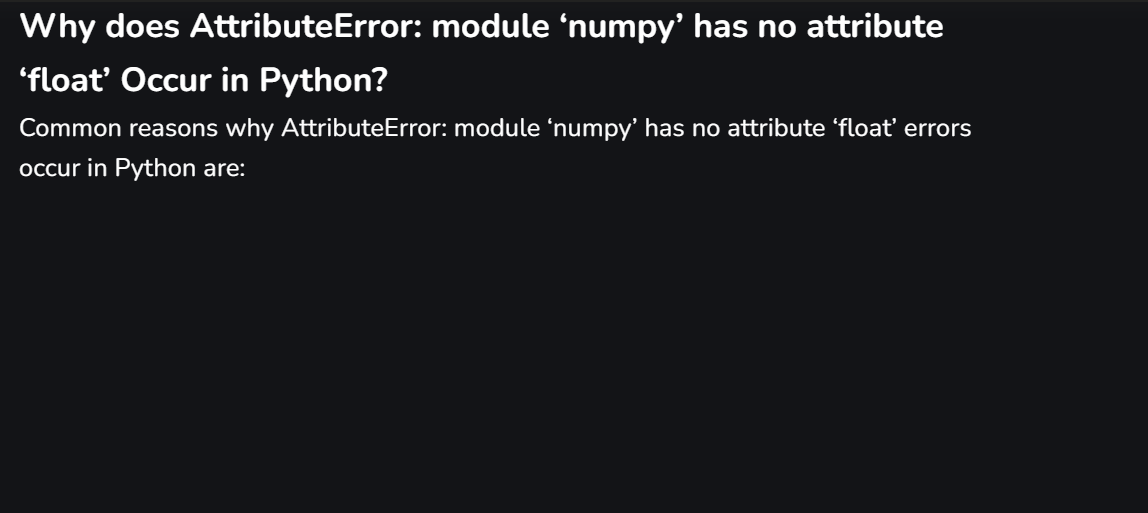 Why does AttributeError: module ‘numpy’ has no attribute
‘float’ Occur in Python?
Common reasons why AttributeError: module ‘numpy’ has no attribute ‘float’ errors
occur in Python are: